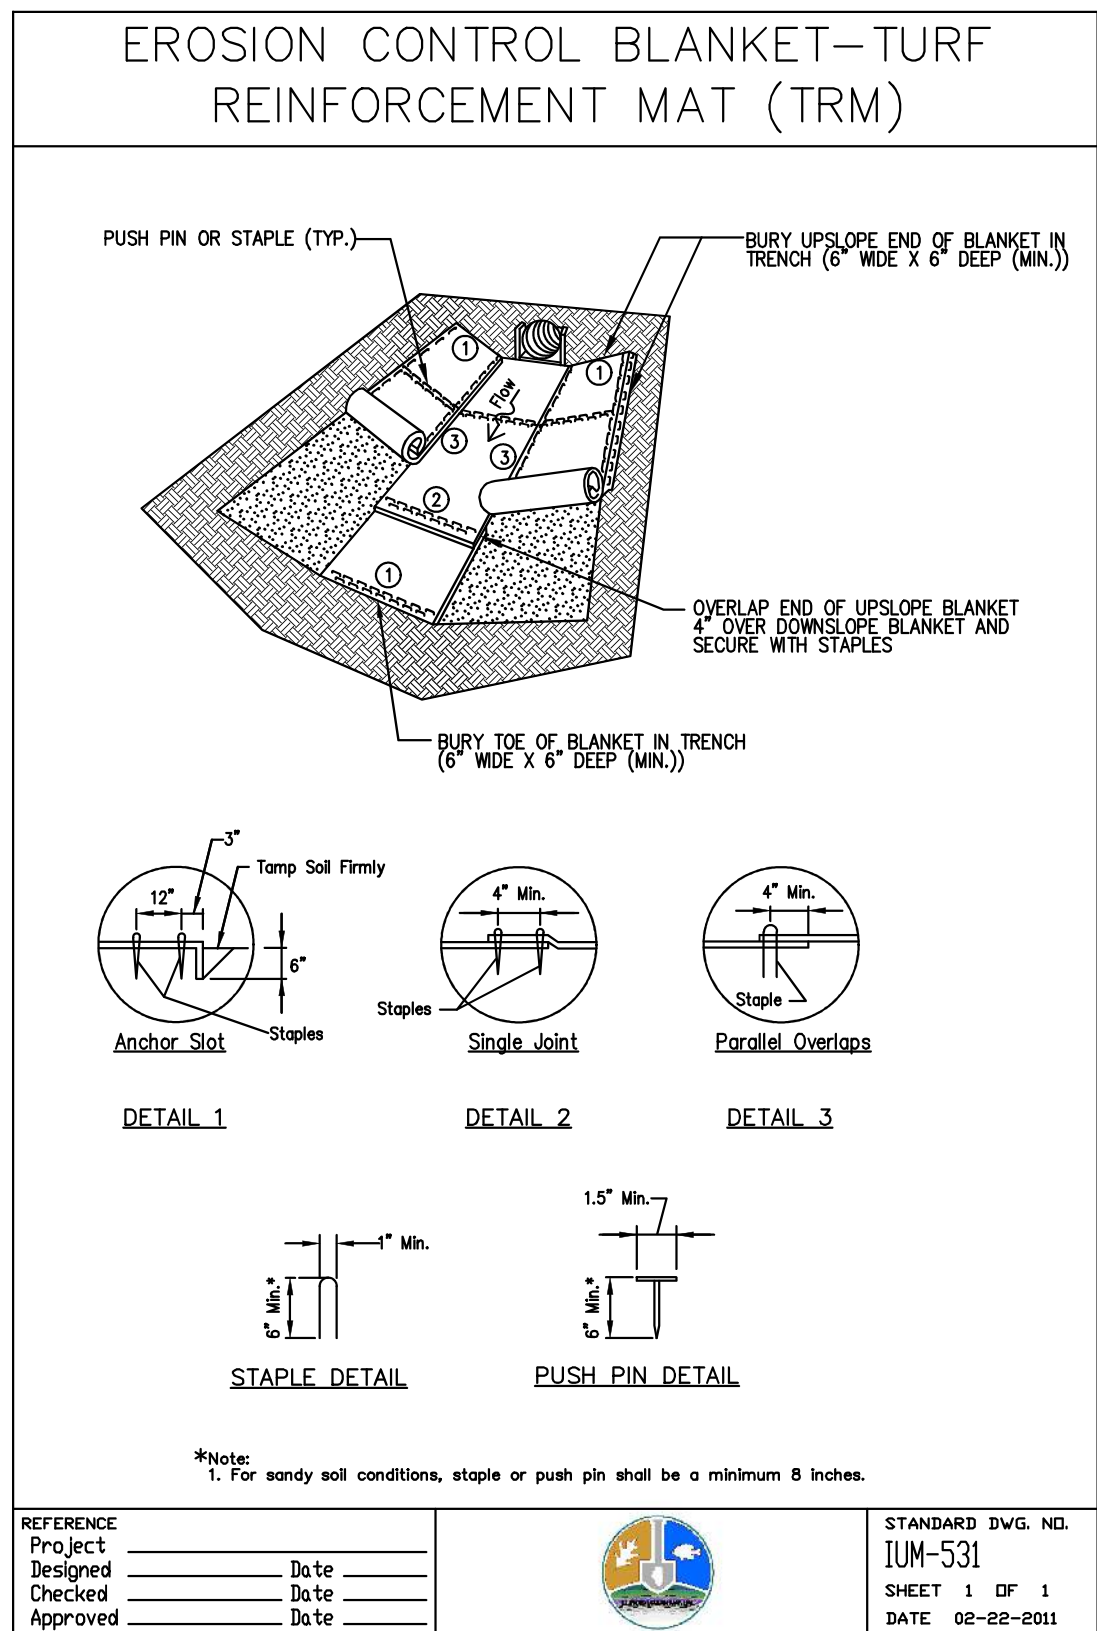 EROSION CONTROL BLANKET-TURF
REINFORCEMENT MAT (TRM)
PUSH PIN OR STAPLE (TYP.)
BURY UPSLOPE END OF BLANKET IN
TRENCH (6" WIDE X 6" DEEP (MIN.))
1
1
Flow
3
3
2
1
OVERLAP END OF UPSLOPE BLANKET
4" OVER DOWNSLOPE BLANKET AND
SECURE WITH STAPLES
BURY TOE OF BLANKET IN TRENCH
(6" WIDE X 6" DEEP (MIN.))
3"
Tamp Soil Firmly
12"
6"
Staples
Anchor Slot
DETAIL 1
4" Min.
Staples
Single Joint
DETAIL 2
4" Min.
Staple
Parallel Overlaps
DETAIL 3
1" Min.
6" Min.*
STAPLE DETAIL
1.5" Min.
6" Min.*
PUSH PIN DETAIL
*Note:
1. For sandy soil conditions, staple or push pin shall be a minimum 8 inches.
REFERENCE
Project
Designed Date
Checked Date
Approved Date
STANDARD DWG. NO.
IUM-531
SHEET 1 OF 1
DATE 02-22-2011